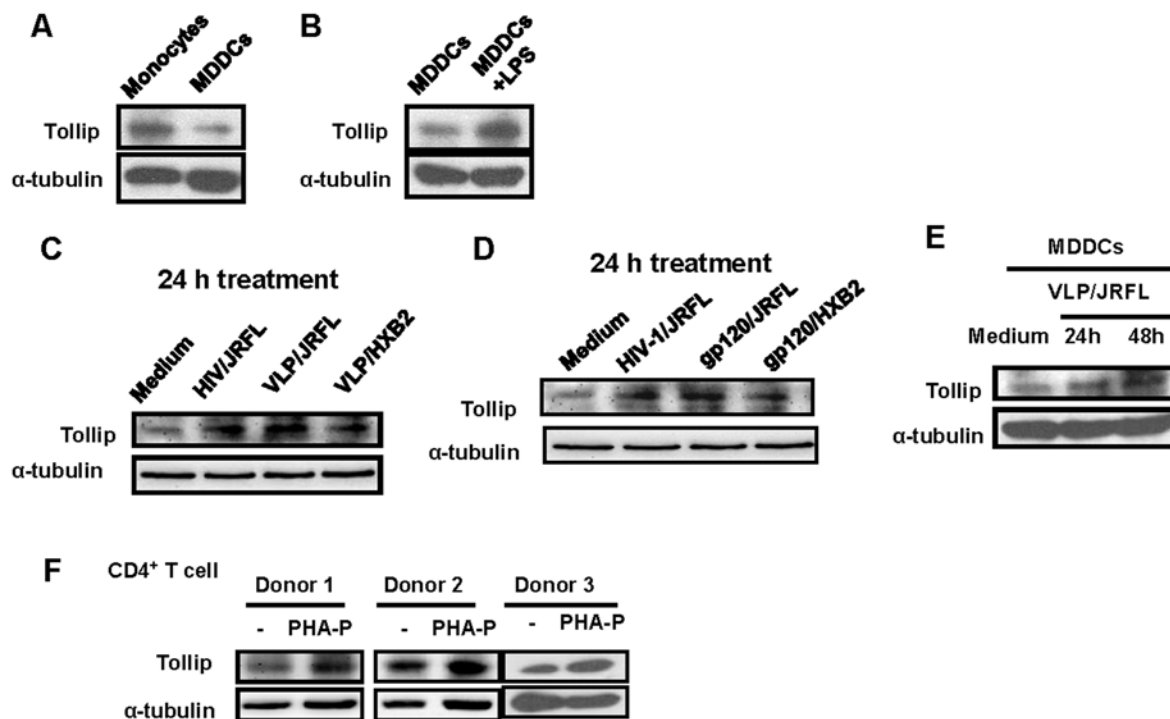 A
Monocytes
MDDCs
Tollip
α-tubulin
B
MDDCs
MDDCs
+LPS
Tollip
α-tubulin
C
24 h treatment
Medium
HIV/JRFL
VLP/JRFL
VLP/HXB2
Tollip
α-tubulin
D
24 h treatment
Medium
HIV-1/JRFL
gp120/JRFL
gp120/HXB2
Tollip
α-tubulin
E
MDDCs
VLP/JRFL
Medium 24h 48h
Tollip
α-tubulin
F
CD4⁺ T cell
Donor 1 Donor 2 Donor 3
- PHA-P - PHA-P - PHA-P
Tollip
α-tubulin